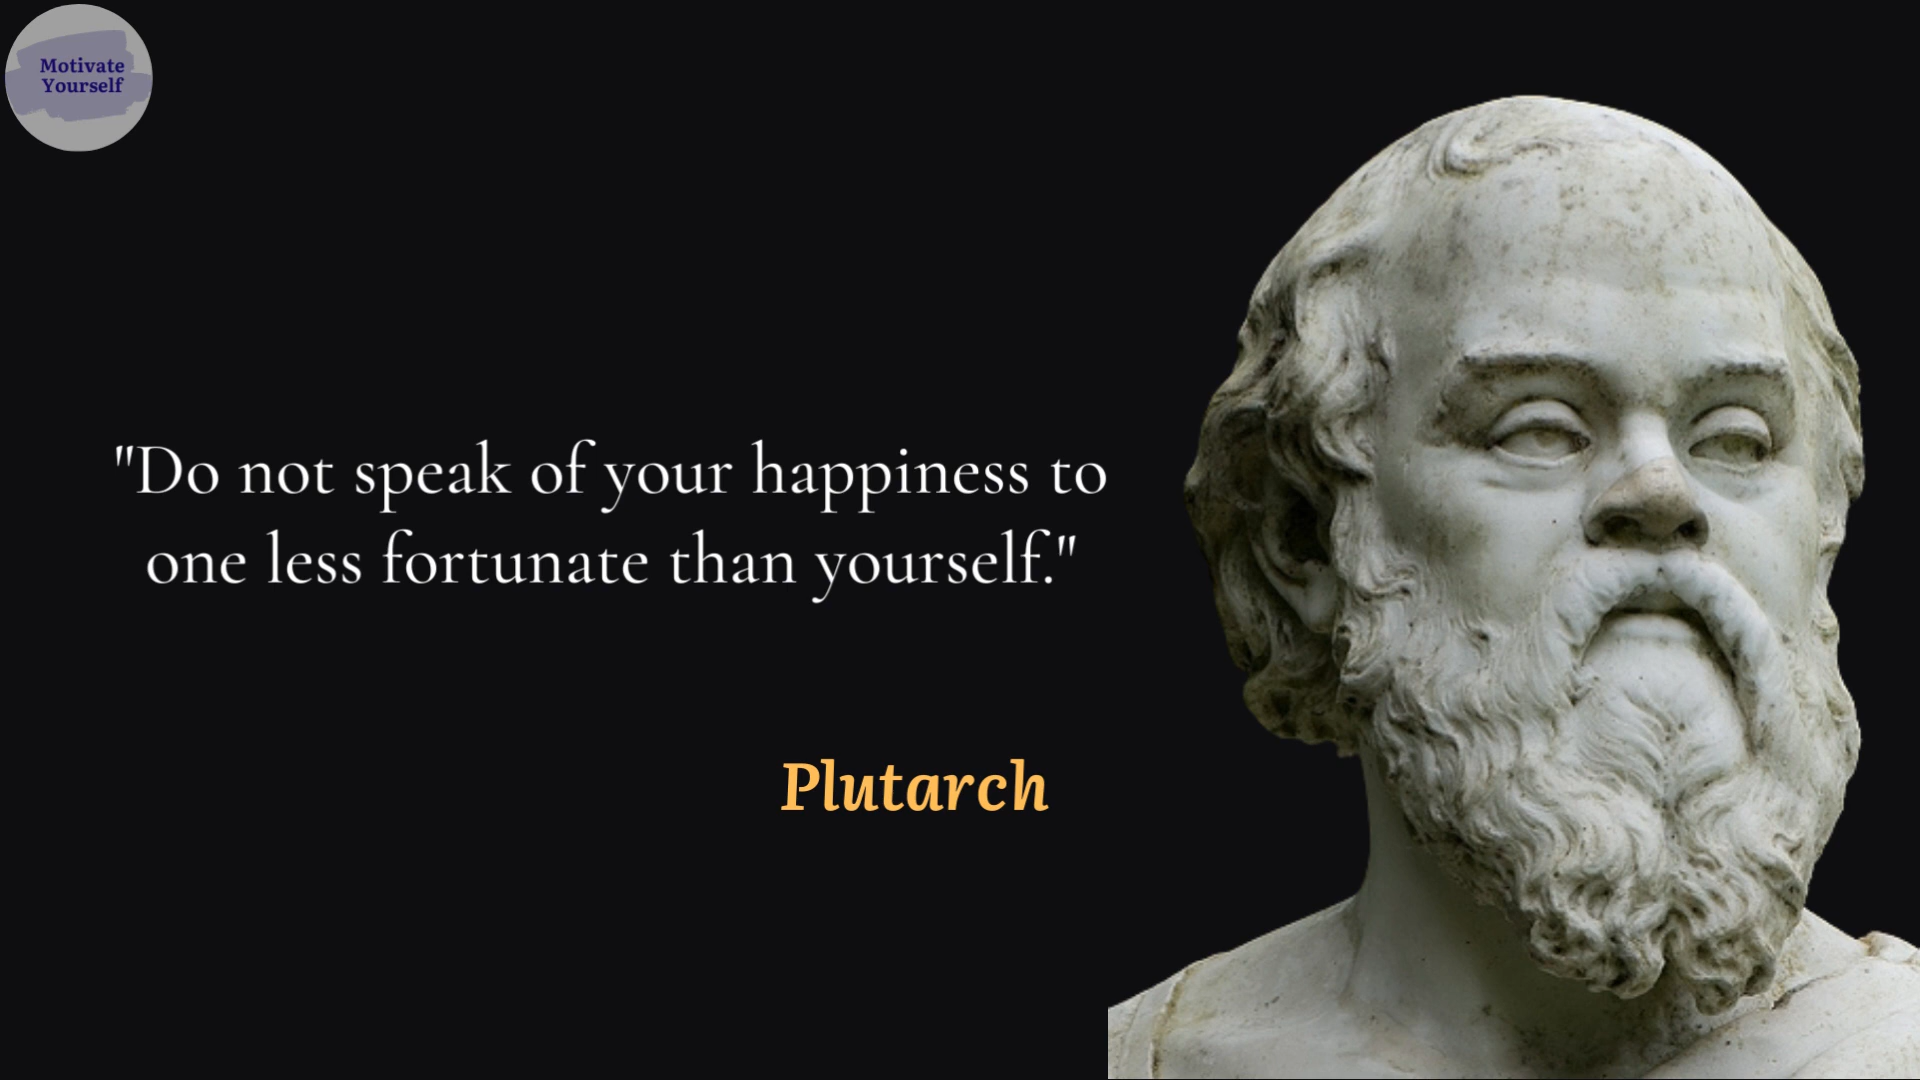 Motivate
Yourself
"Do not speak of your happiness to
one less fortunate than yourself."
Plutarch